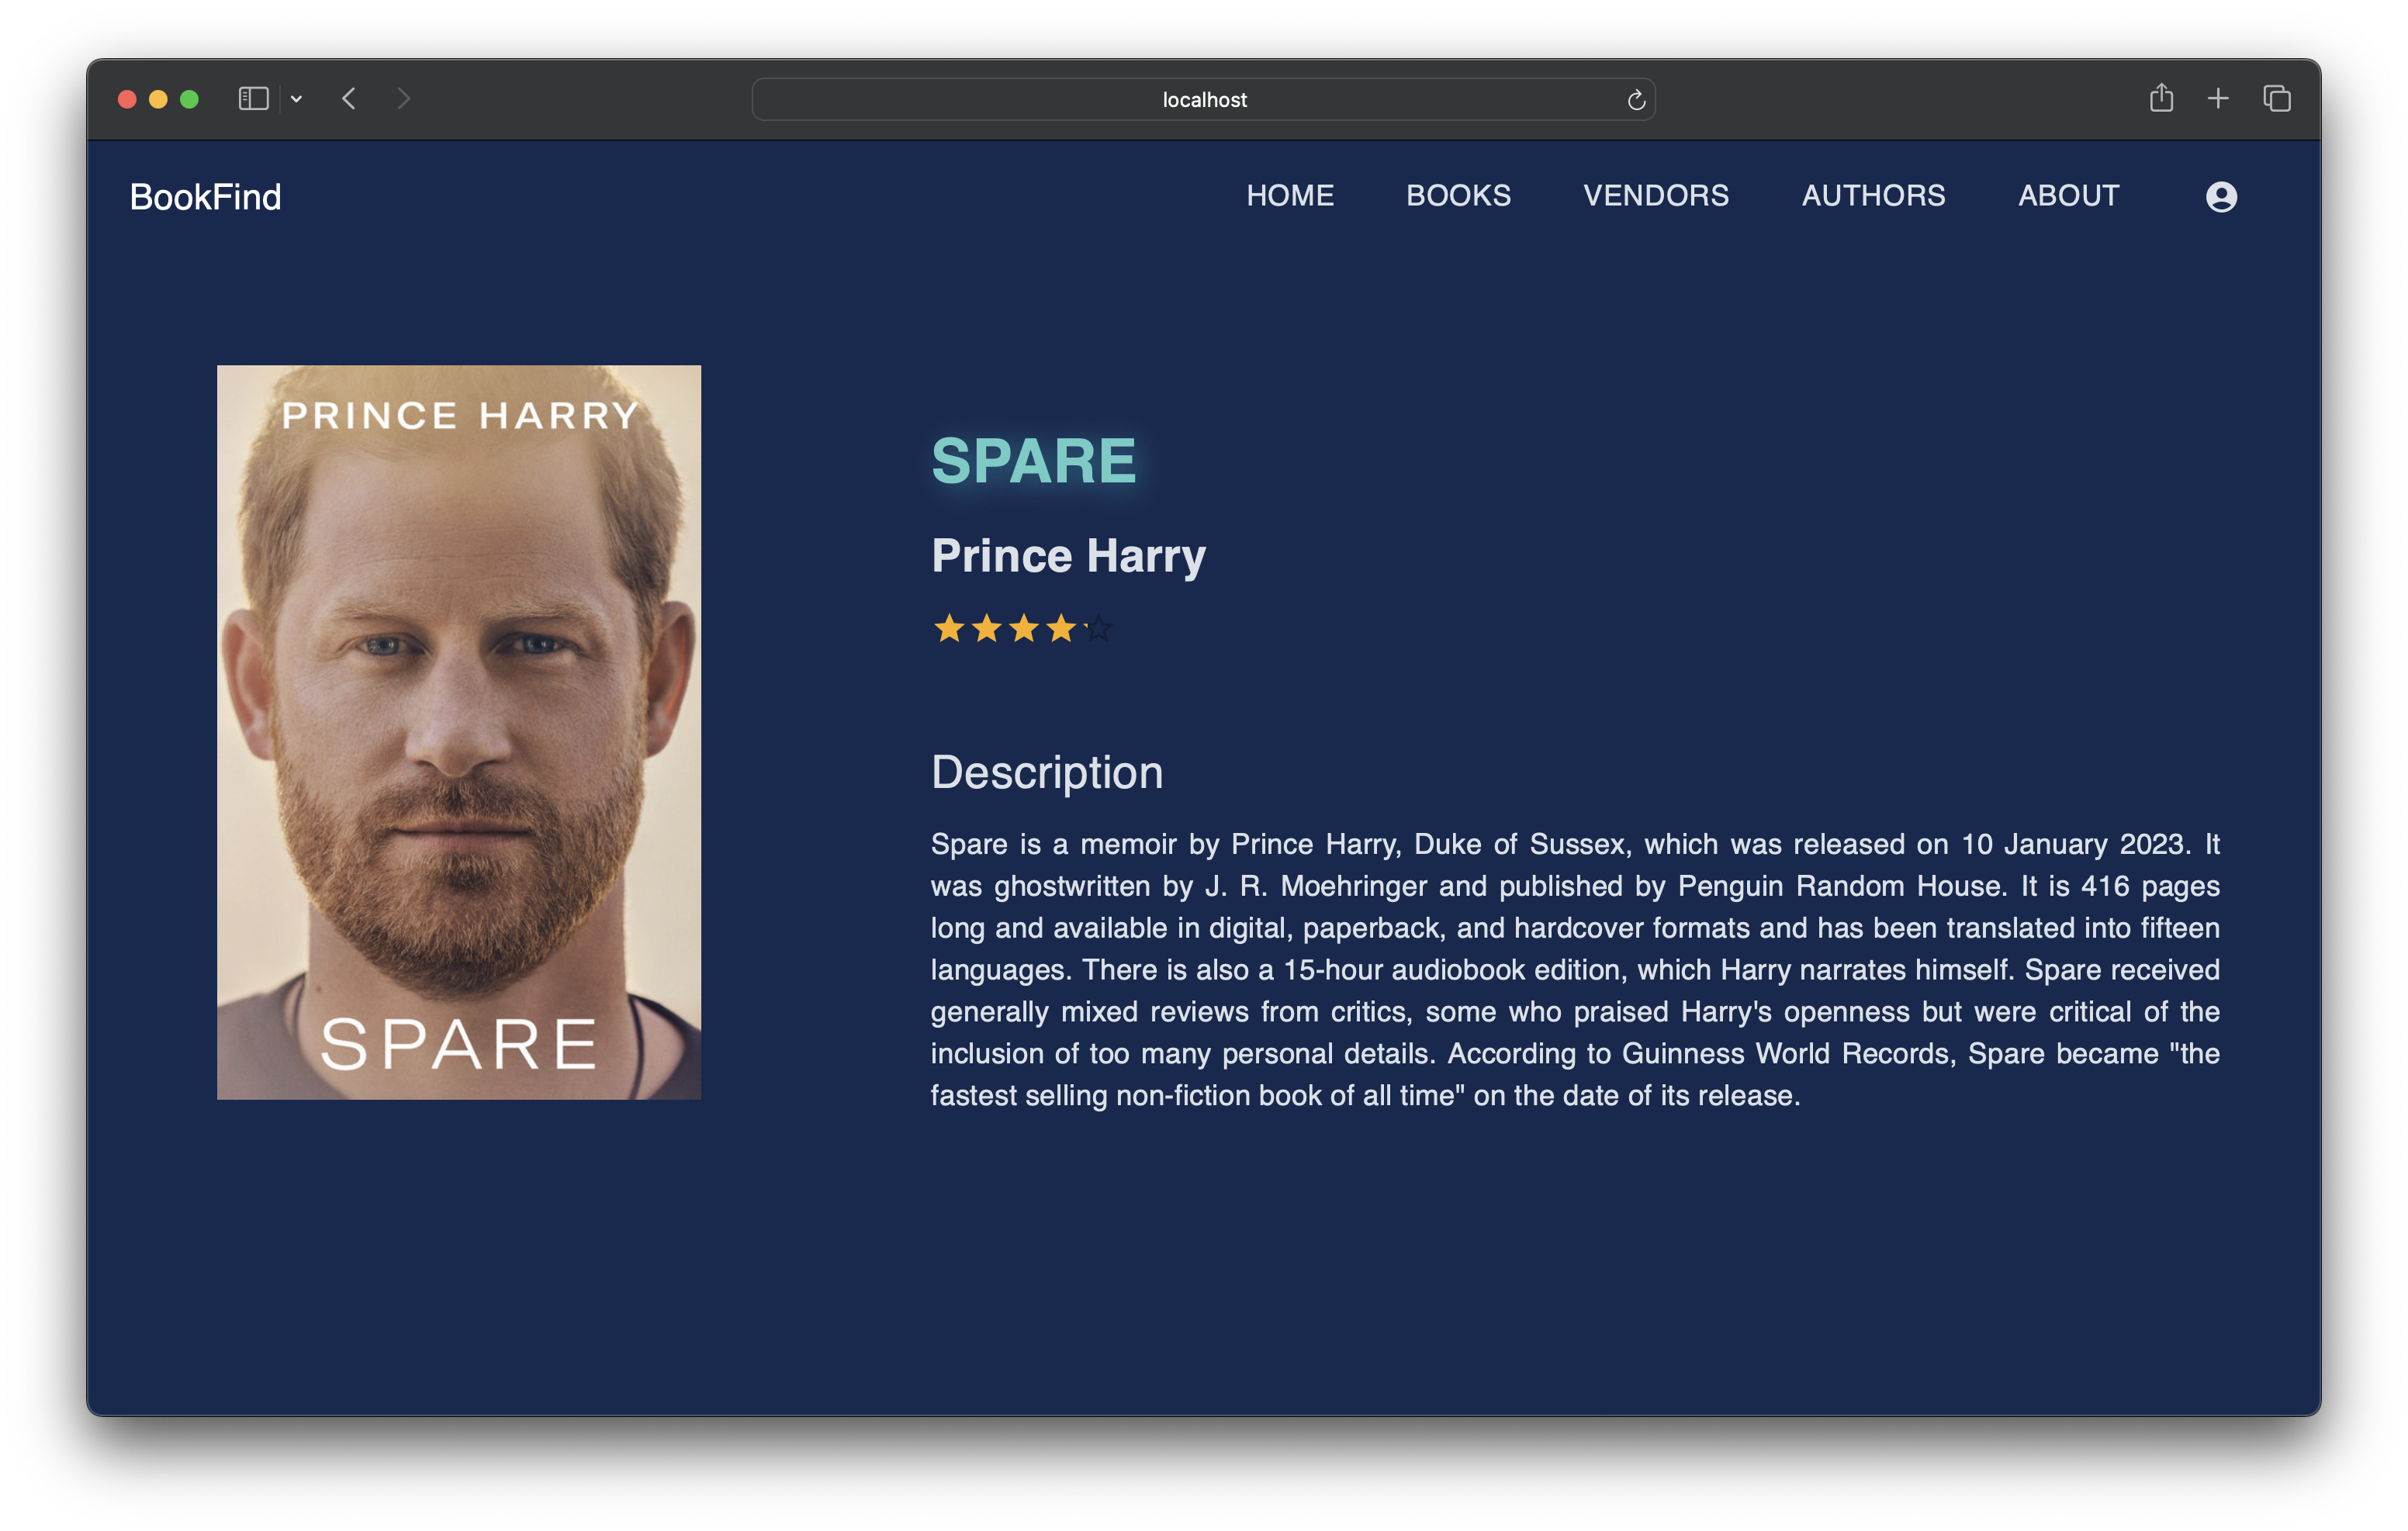 localhost
BookFind
HOME BOOKS VENDORS AUTHORS ABOUT
PRINCE HARRY
SPARE
SPARE
Prince Harry
Description
Spare is a memoir by Prince Harry, Duke of Sussex, which was released on 10 January 2023. It
was ghostwritten by J. R. Moehringer and published by Penguin Random House. It is 416 pages
long and available in digital, paperback, and hardcover formats and has been translated into fifteen
languages. There is also a 15-hour audiobook edition, which Harry narrates himself. Spare received
generally mixed reviews from critics, some who praised Harry's openness but were critical of the
inclusion of too many personal details. According to Guinness World Records, Spare became "the
fastest selling non-fiction book of all time" on the date of its release.